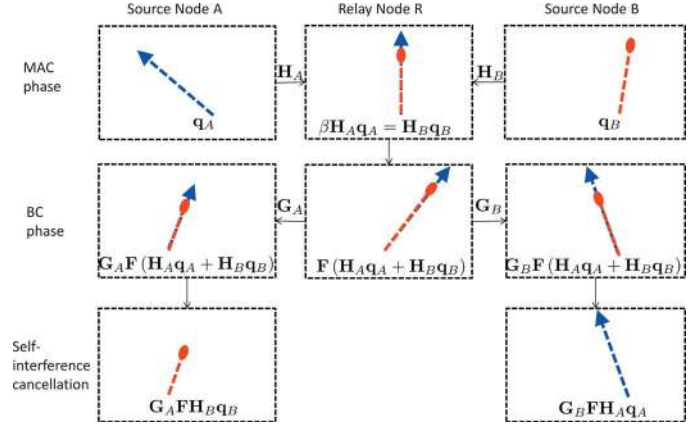 Source Node A Relay Node R Source Node B
MAC phase
H_A H_B
q_A βH_A q_A = H_B q_B q_B
BC phase
G_A G_B
G_A F (H_A q_A + H_B q_B) F (H_A q_A + H_B q_B) G_B F (H_A q_A + H_B q_B)
Self-
interference
cancellation
G_A F H_B q_B G_B F H_A q_A